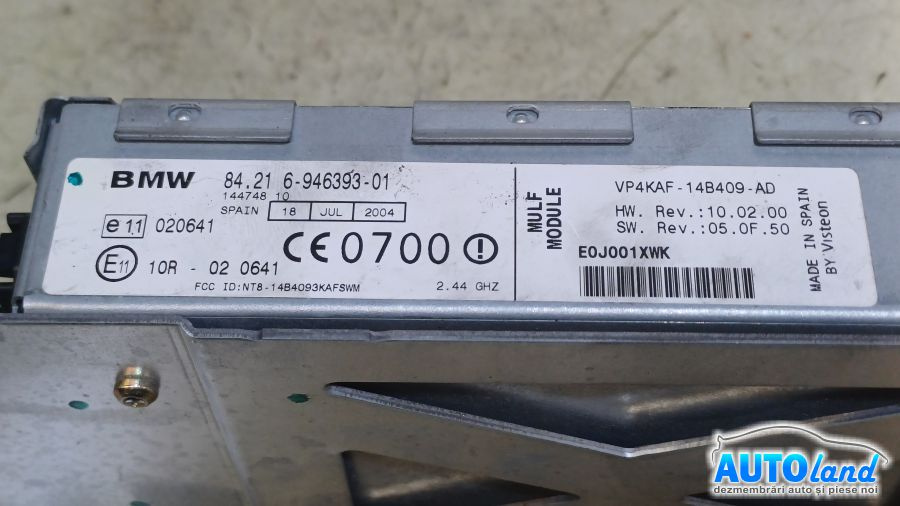 BMW 84.21 6-946393-01
144748 10
SPAIN 18 JUL 2004
e11 020641
CE0700
E11 10R - 02 0641
FCC ID:NT8-14B4093KAFSWM 2.44 GHZ
MULF MODULE
VP4KAF-14B409-AD
HW. Rev.:10.02.00
SW. Rev.:05.0F.50
E0J001XWK
MADE IN SPAIN
BY Visteon
AUTOland
dezmembrări auto și piese noi